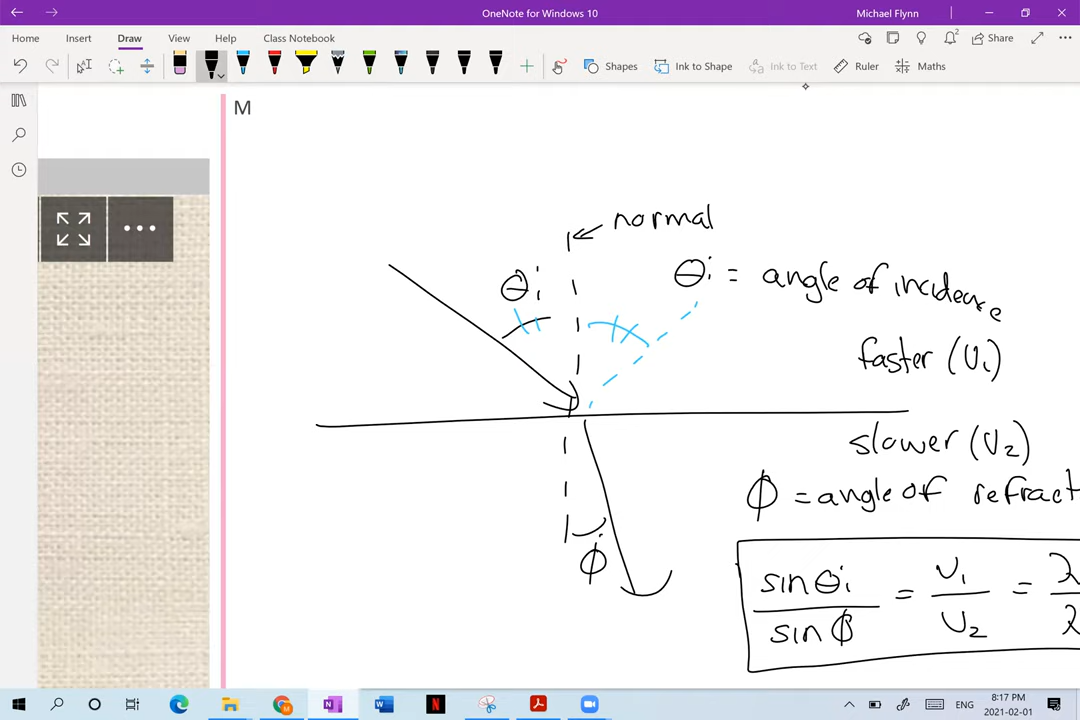 OneNote for Windows 10
Michael Flynn
Home Insert Draw View Help Class Notebook
Share
Shapes Ink to Shape Ink to Text Ruler Maths
M
normal
θi
θi = angle of incidence
faster (v₁)
slower (v₂)
ϕ = angle of refract
ϕ
sin θi / sin ϕ = v₁ / v₂ = λ / λ
8:17 PM
2021-02-01